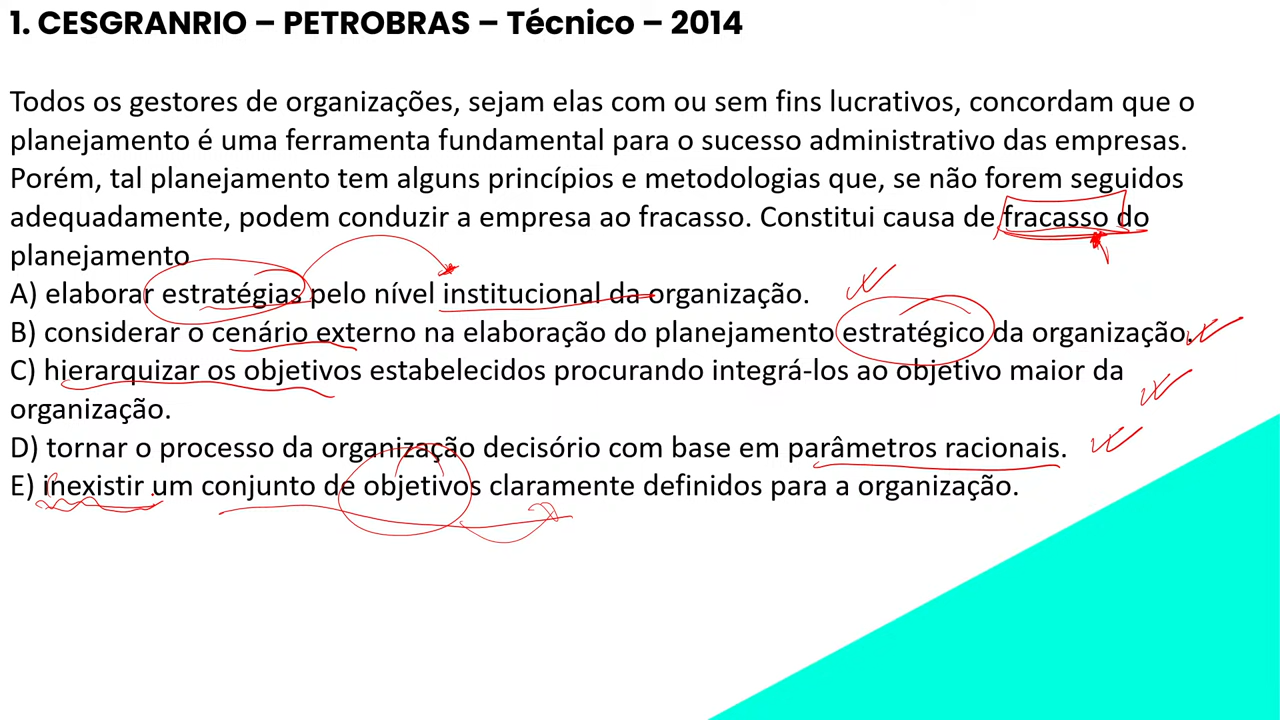 1. CESGRANRIO – PETROBRAS – Técnico – 2014
Todos os gestores de organizações, sejam elas com ou sem fins lucrativos, concordam que o
planejamento é uma ferramenta fundamental para o sucesso administrativo das empresas.
Porém, tal planejamento tem alguns princípios e metodologias que, se não forem seguidos
adequadamente, podem conduzir a empresa ao fracasso. Constitui causa de fracasso do
planejamento
A) elaborar estratégias pelo nível institucional da organização.
B) considerar o cenário externo na elaboração do planejamento estratégico da organização.
C) hierarquizar os objetivos estabelecidos procurando integrá-los ao objetivo maior da
organização.
D) tornar o processo da organização decisório com base em parâmetros racionais.
E) inexistir um conjunto de objetivos claramente definidos para a organização.